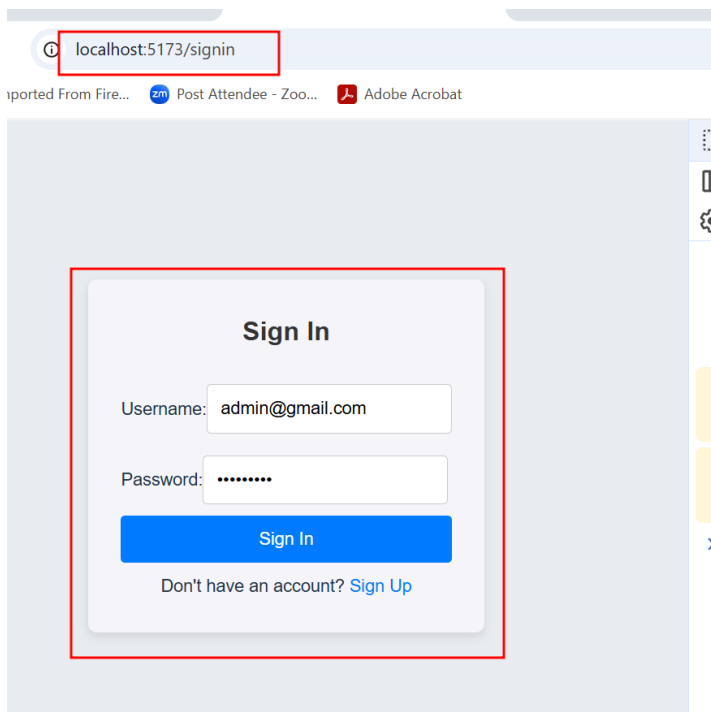 localhost:5173/signin
nported From Fire... zm Post Attendee - Zoo... Adobe Acrobat
Sign In
Username: admin@gmail.com
Password: •••••••••
Sign In
Don't have an account? Sign Up